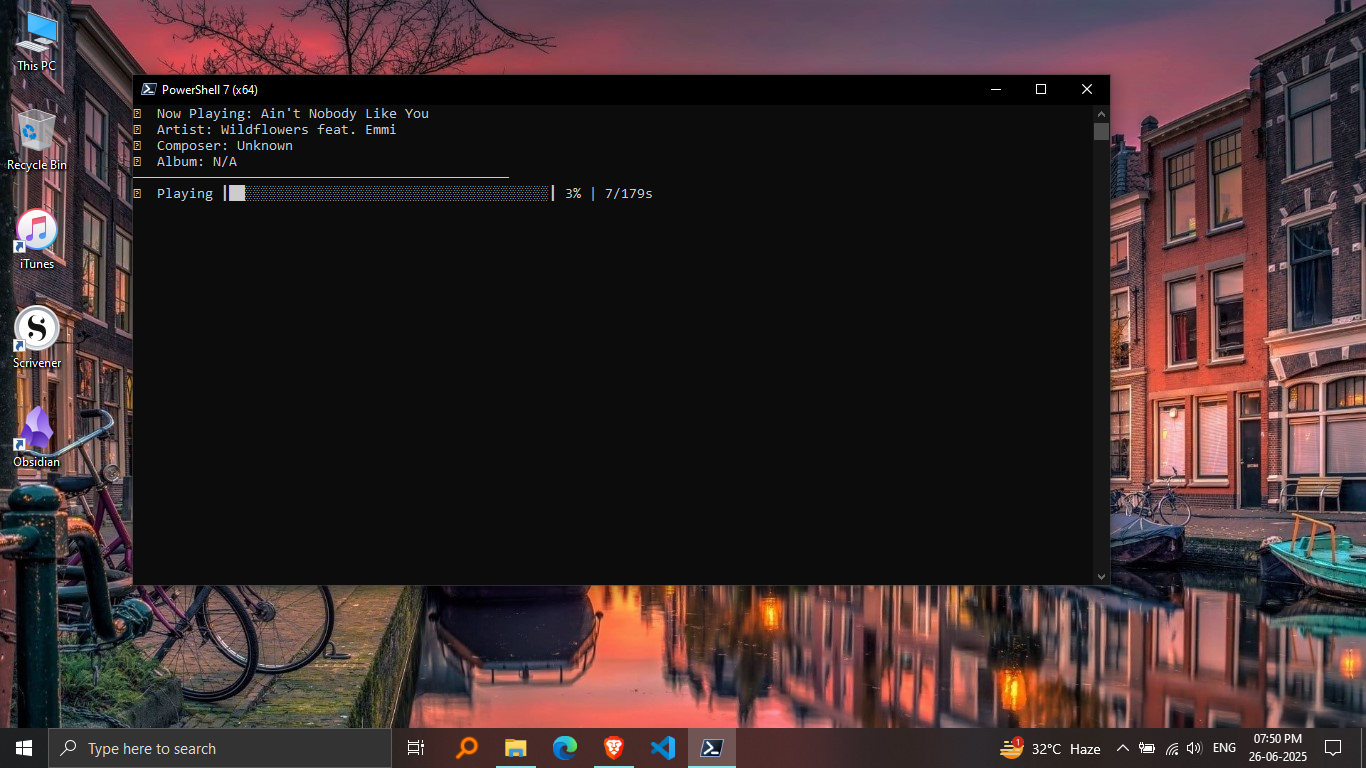 This PC
Recycle Bin
iTunes
Scrivener
Obsidian
PowerShell 7 (x64)
Now Playing: Ain't Nobody Like You
Artist: Wildflowers feat. Emmi
Composer: Unknown
Album: N/A
Playing | | 3% | 7/179s
Type here to search
1
32°C Haze
ENG
07:50 PM
26-06-2025